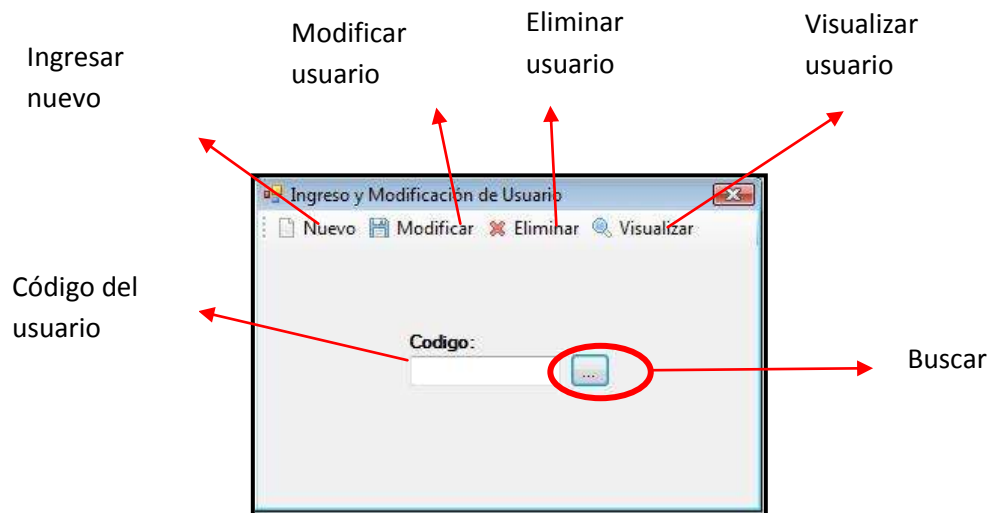 Ingresar
nuevo
Modificar
usuario
Eliminar
usuario
Visualizar
usuario
Ingreso y Modificación de Usuario
Nuevo Modificar Eliminar Visualizar
Código del
usuario
Codigo:
...
Buscar